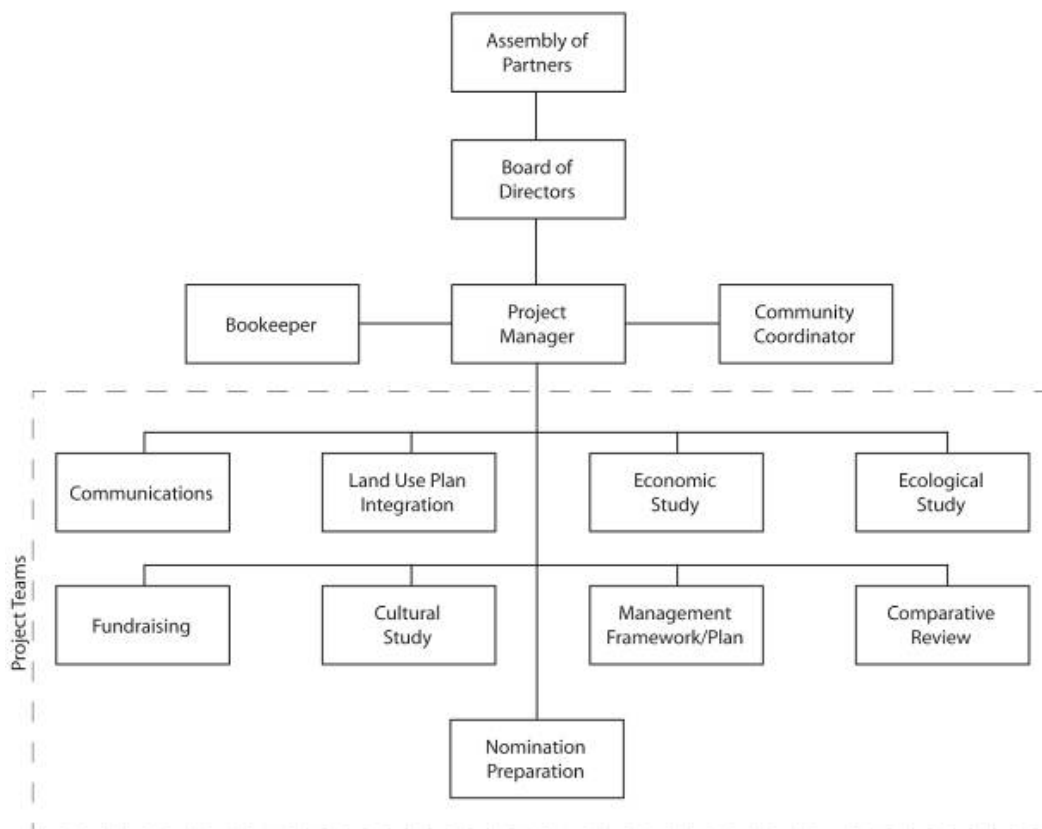 Assembly of
Partners
Board of
Directors
Bookeeper
Project
Manager
Community
Coordinator
Project Teams
Communications
Land Use Plan
Integration
Economic
Study
Ecological
Study
Fundraising
Cultural
Study
Management
Framework/Plan
Comparative
Review
Nomination
Preparation